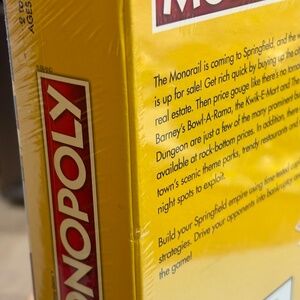 MONOPOLY
AGES
The Monorail is coming to Springfield, and the
is up for sale! Get rich quick by buying up the
real estate. Then price gouge like there's no
Barney's Bowl-A-Rama, the Kwik-E-Mart and The
Dungeon are just a few of the many prominent
available at rock-bottom prices. In addition, there
town's scenic theme parks, trendy restaurants and
night spots to exploit.
Build your Springfield empire using time tested
strategies. Drive your opponents into bankruptcy
the game!